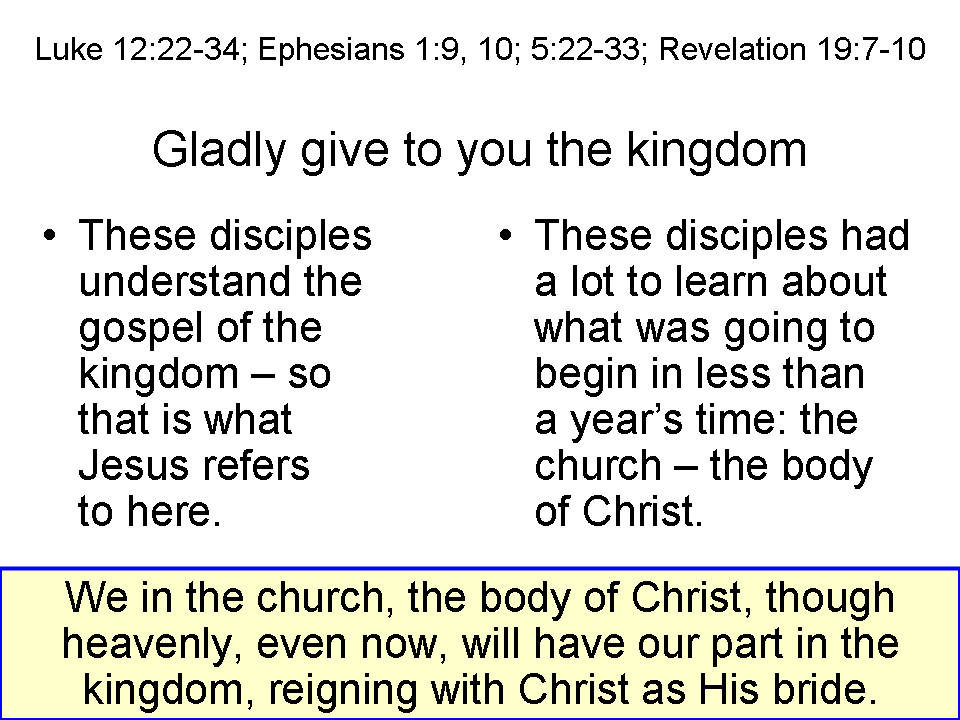 Luke 12:22-34; Ephesians 1:9, 10; 5:22-33; Revelation 19:7-10
Gladly give to you the kingdom
• These disciples
understand the
gospel of the
kingdom – so
that is what
Jesus refers
to here.
• These disciples had
a lot to learn about
what was going to
begin in less than
a year’s time: the
church – the body
of Christ.
We in the church, the body of Christ, though
heavenly, even now, will have our part in the
kingdom, reigning with Christ as His bride.